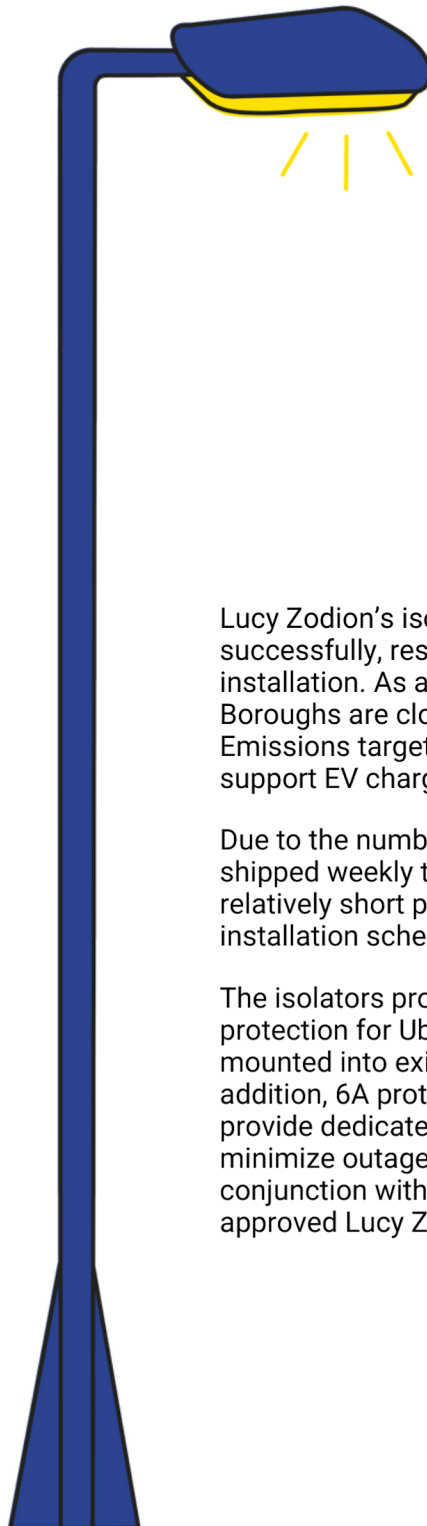 Lucy Zodion’s iso
successfully, res
installation. As a
Boroughs are clo
Emissions target
support EV charg
Due to the numb
shipped weekly t
relatively short p
installation sche
The isolators pro
protection for Ub
mounted into exi
addition, 6A prot
provide dedicate
minimize outage
conjunction with
approved Lucy Z